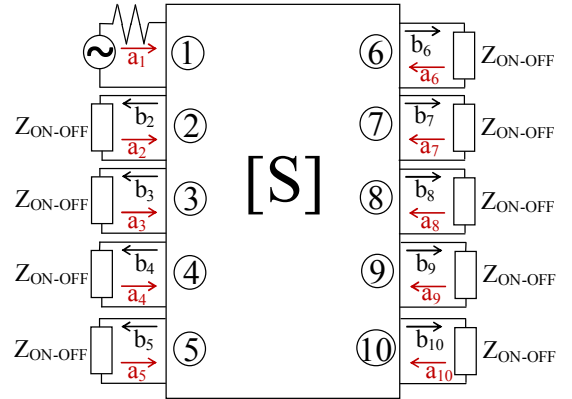 a1 ① ⑥ b6 a6 ZON-OFF
ZON-OFF b2 a2 ② ⑦ b7 a7 ZON-OFF
ZON-OFF b3 a3 ③ [S] ⑧ b8 a8 ZON-OFF
ZON-OFF b4 a4 ④ ⑨ b9 a9 ZON-OFF
ZON-OFF b5 a5 ⑤ ⑩ b10 a10 ZON-OFF